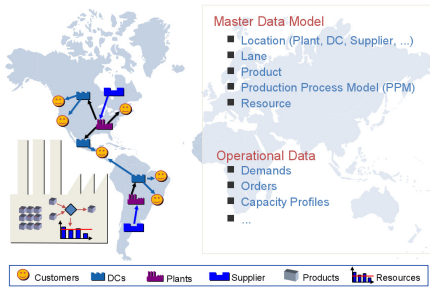 Master Data Model
Location (Plant, DC, Supplier, ...)
Lane
Product
Production Process Model (PPM)
Resource
Operational Data
Demands
Orders
Capacity Profiles
...
Customers DCs Plants Supplier Products Resources